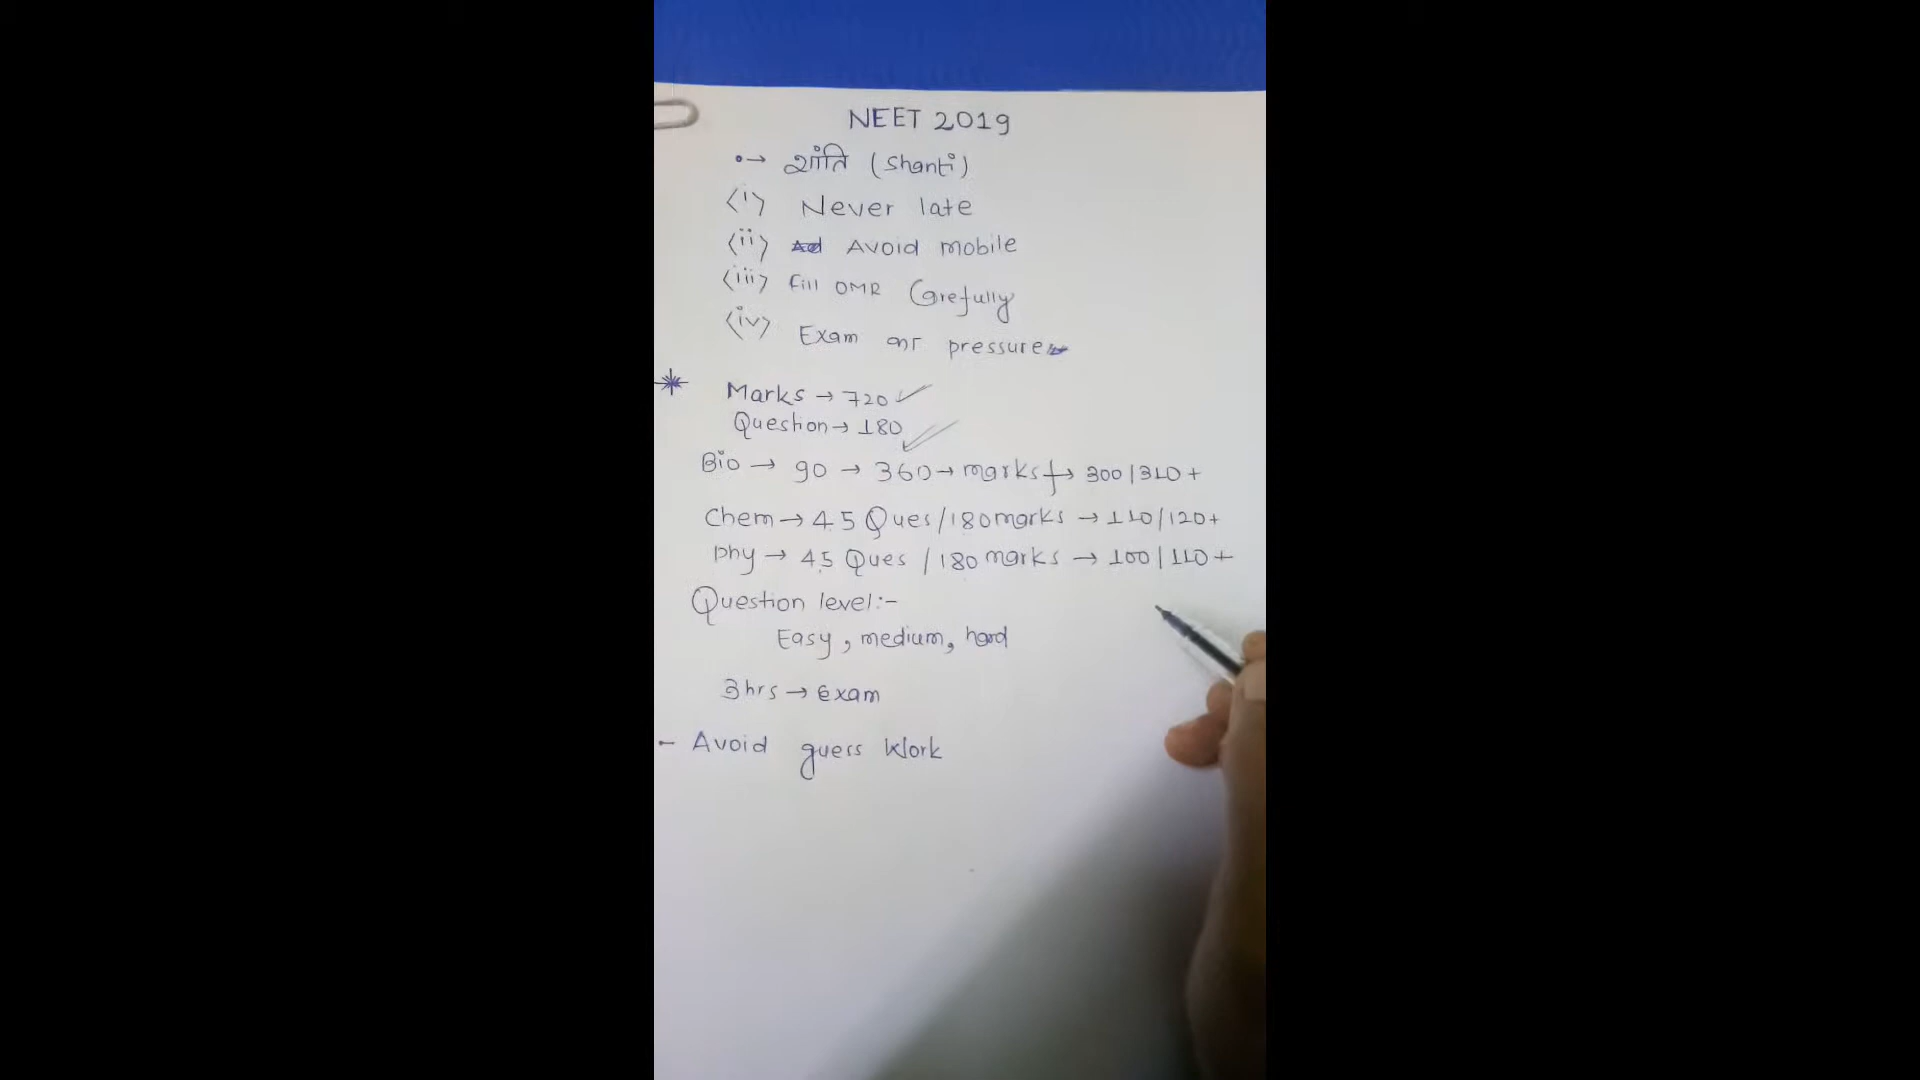 NEET 2019
•→ शांति (Shanti)
<i> Never late
<ii> Avoid mobile
<iii> Fill OMR Carefully
<iv> Exam का pressure
Marks → 720 ✓
Question → 180
Bio → 90 → 360 → marks → 300/310+
Chem → 45 Ques/180 marks → 110/120+
Phy → 45 Ques/180 marks → 100/110+
Question level:-
Easy, medium, hard
3 hrs → Exam
- Avoid guess Work